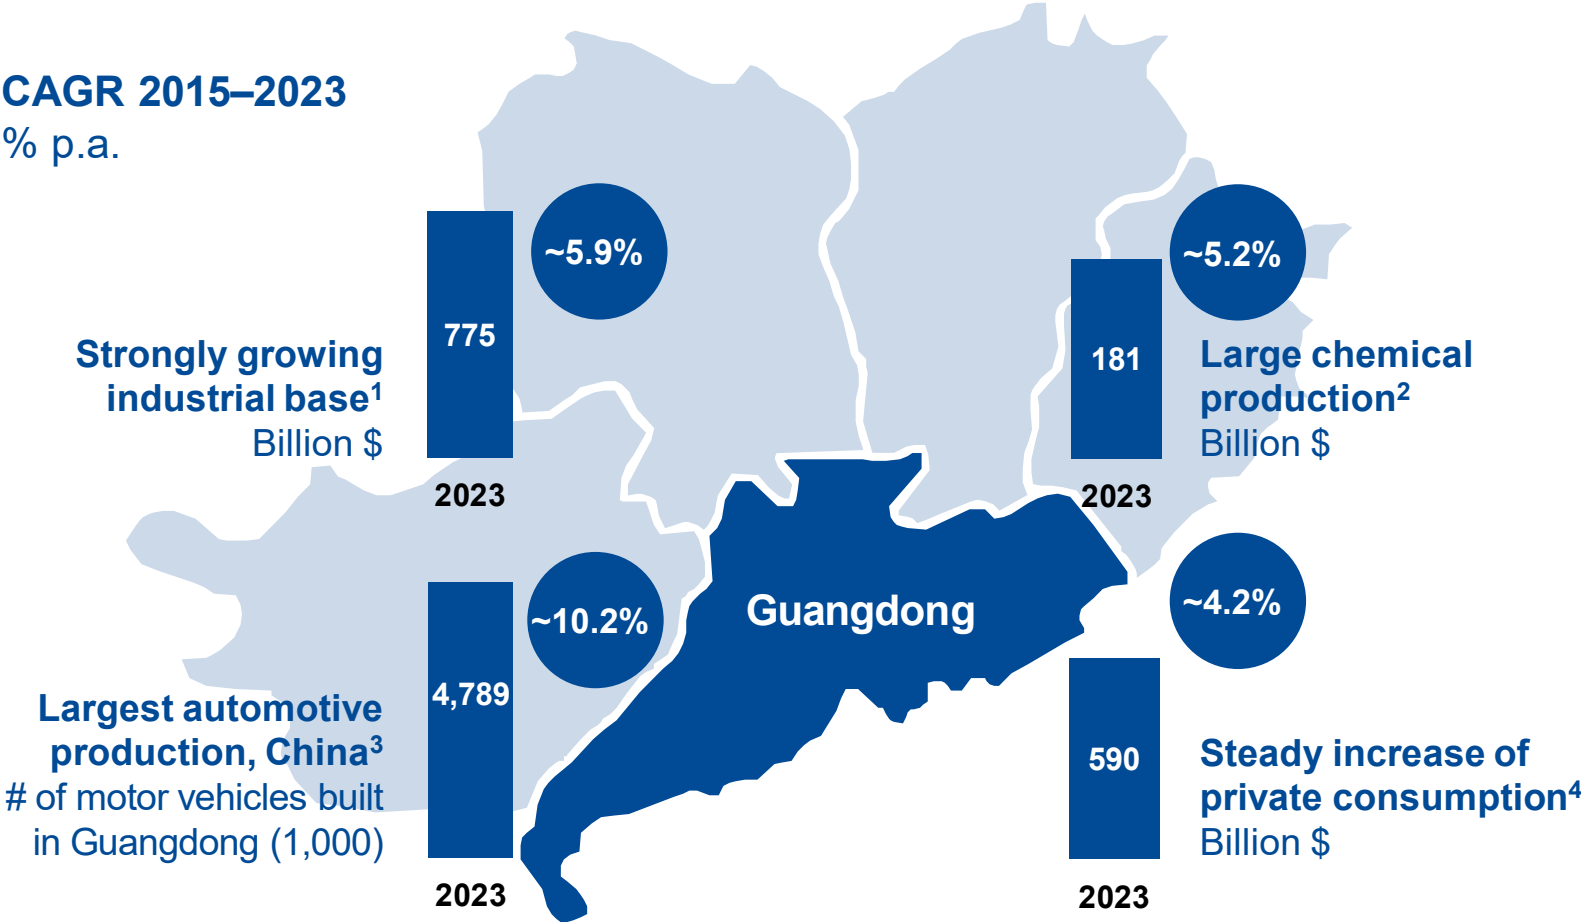 CAGR 2015–2023
% p.a.
~5.9%
775
Strongly growing
industrial base¹
Billion $
2023
~5.2%
181
Large chemical
production²
Billion $
2023
Guangdong
~10.2%
4,789
Largest automotive
production, China³
# of motor vehicles built
in Guangdong (1,000)
2023
~4.2%
590
Steady increase of
private consumption⁴
Billion $
2023